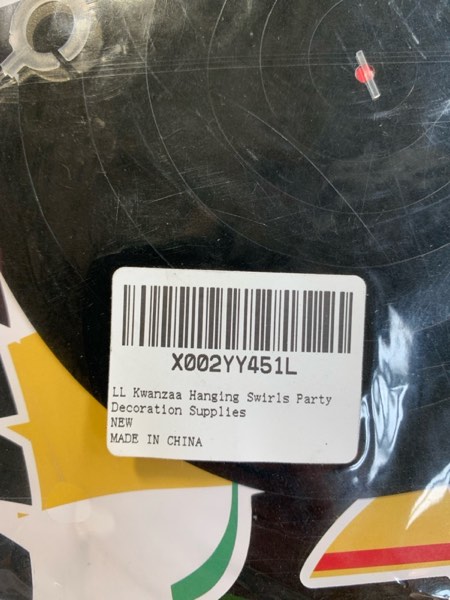 X002YY451L
LL Kwanzaa Hanging Swirls Party
Decoration Supplies
NEW
MADE IN CHINA